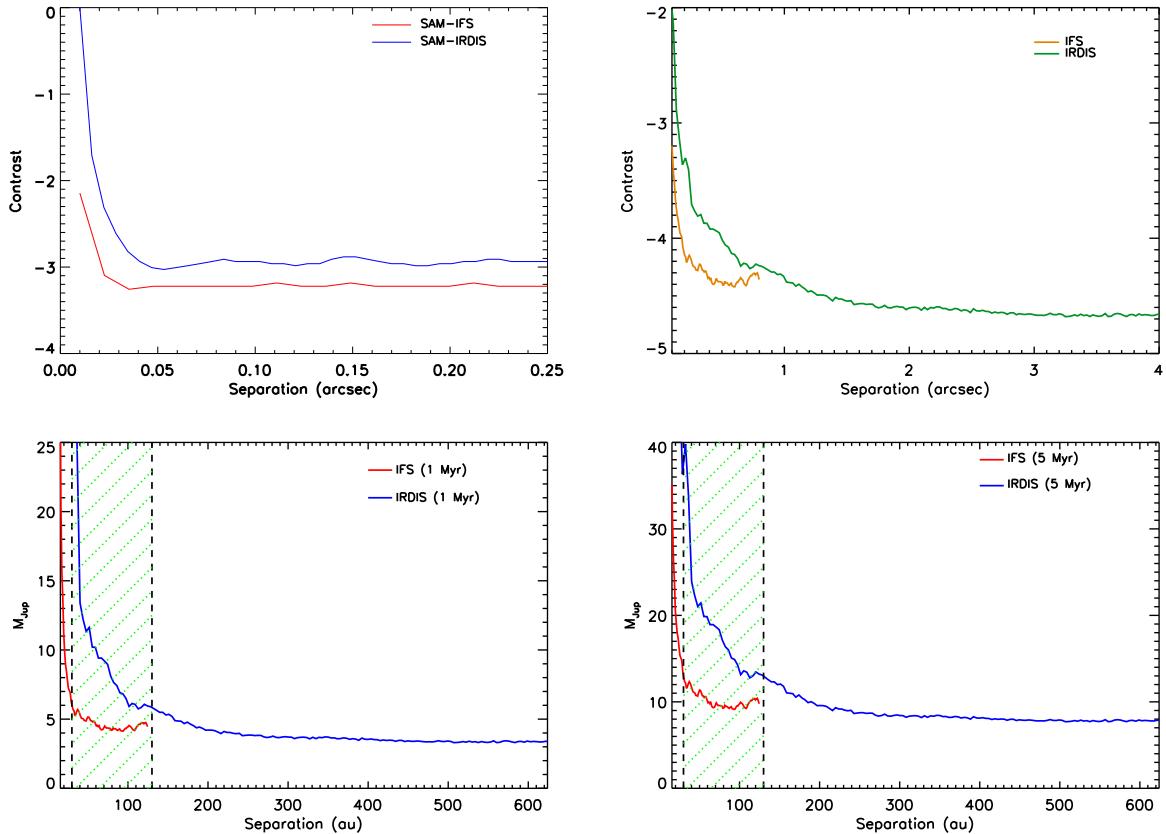 0
-1
-2
-3
-4
Contrast
SAM-IFS
SAM-IRDIS
0.00
0.05
0.10
0.15
0.20
0.25
Separation (arcsec)
-2
-3
-4
-5
Contrast
IFS
IRDIS
1
2
3
4
Separation (arcsec)
25
20
15
10
5
0
MJup
IFS (1 Myr)
IRDIS (1 Myr)
100
200
300
400
500
600
Separation (au)
40
30
20
10
0
MJup
IFS (5 Myr)
IRDIS (5 Myr)
100
200
300
400
500
600
Separation (au)